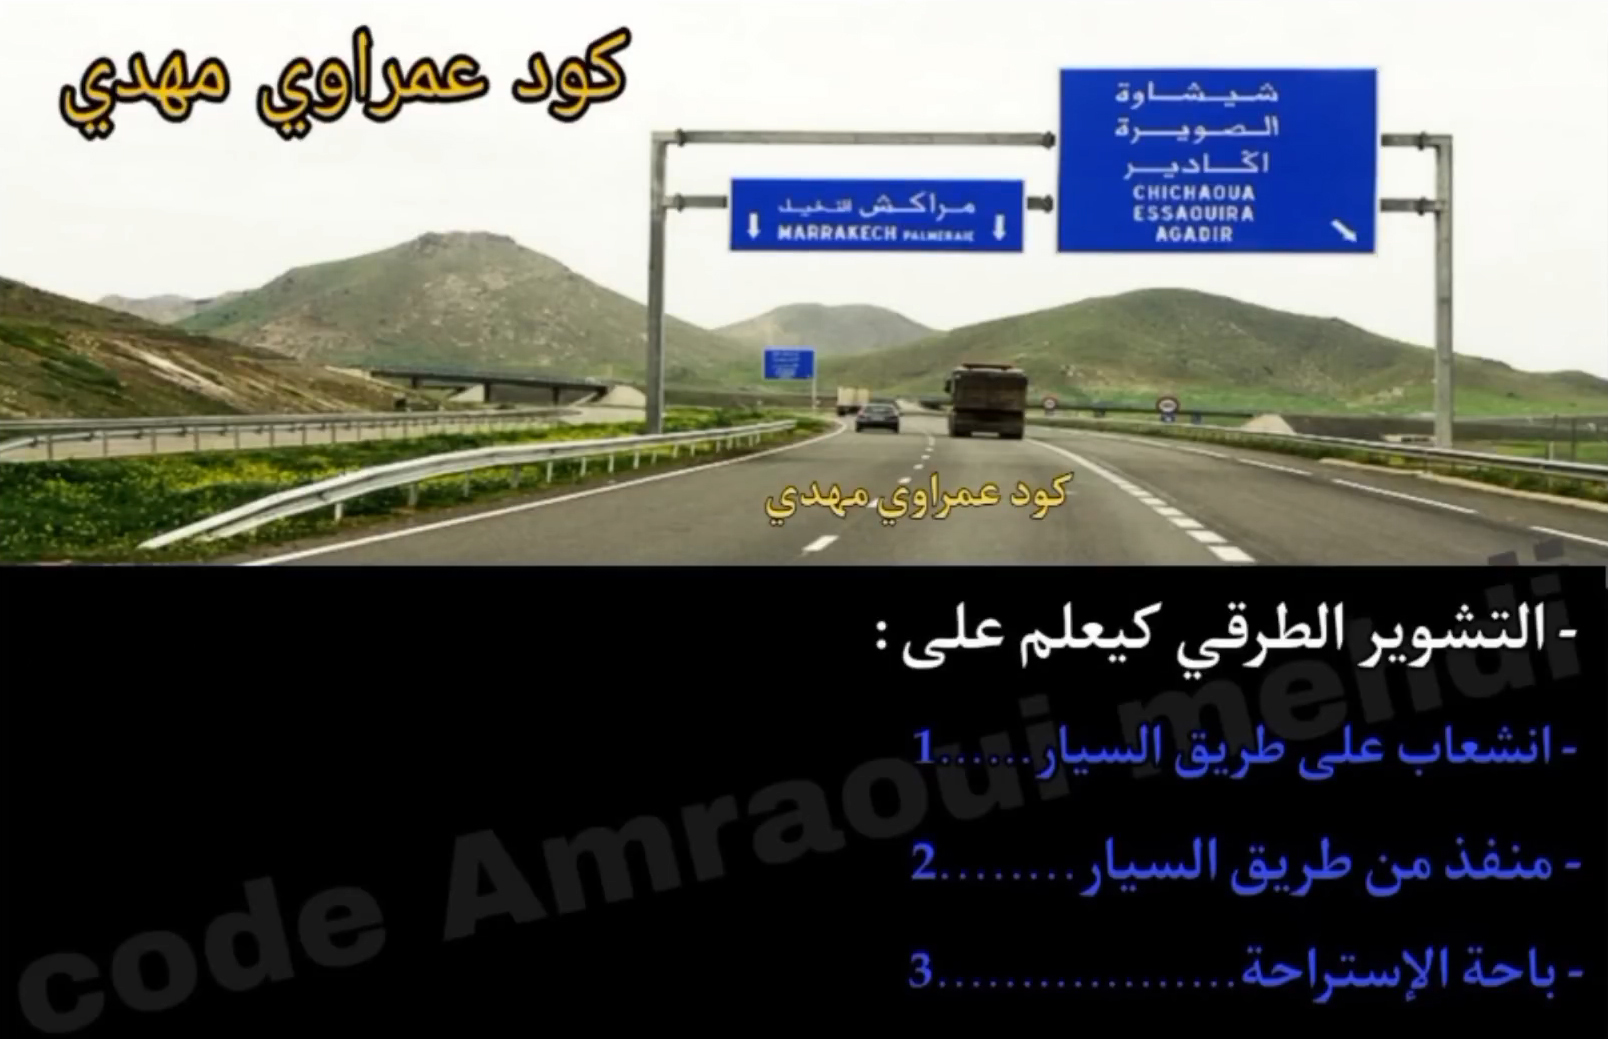 كود عمراوي مهدي
شيشاوة
الصويرة
اڭادير
CHICHAOUA
ESSAOUIRA
AGADIR
مراكش النخيل
MARRAKECH PALMERAIE
كود عمراوي مهدي
- التشوير الطرقي كيعلم على :
- انشعاب على طريق السيار......1
- منفذ من طريق السيار........2
- باحة الإستراحة..................3
code Amraoui mehdi